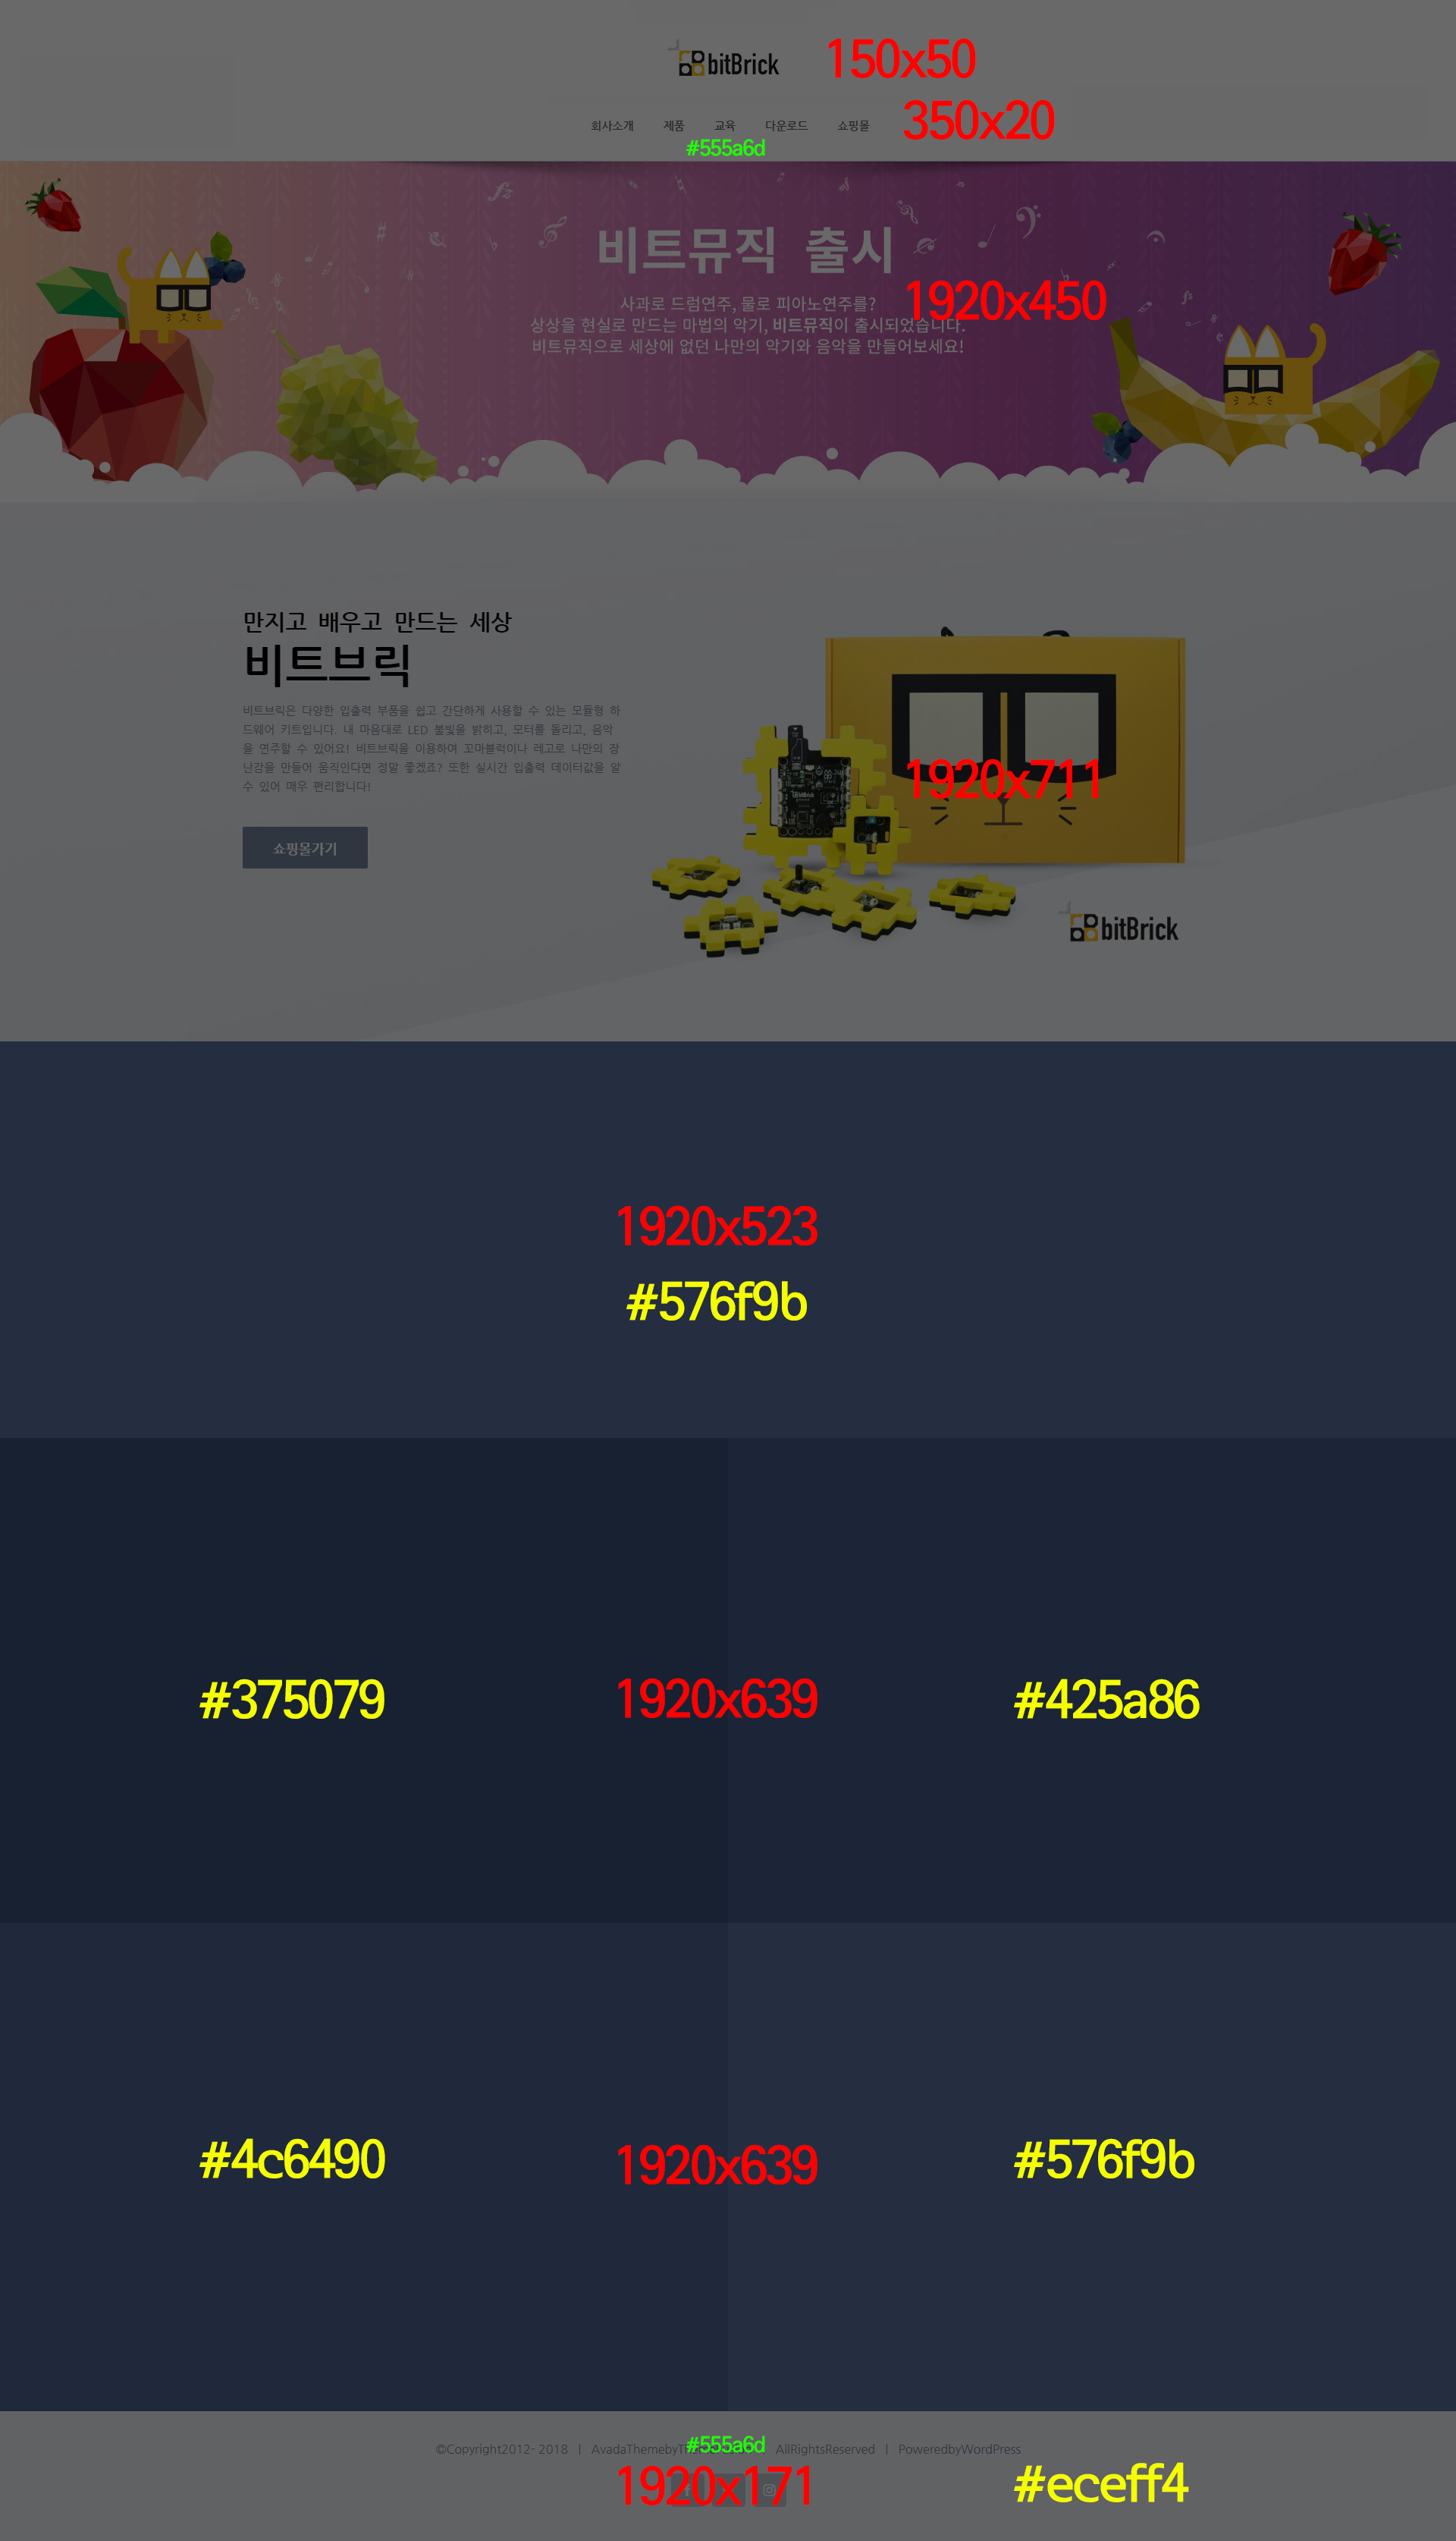 bitBrick
150x50
회사소개 제품 교육 다운로드 쇼핑몰
350x20
#555a6d
비트뮤직 출시
사과로 드럼연주, 물로 피아노연주를?
1920x450
상상을 현실로 만드는 마법의 악기, 비트뮤직이 출시되었습니다.
비트뮤직으로 세상에 없던 나만의 악기와 음악을 만들어보세요!
만지고 배우고 만드는 세상
비트브릭
비트브릭은 다양한 입출력 부품을 쉽고 간단하게 사용할 수 있는 모듈형 하
드웨어 키트입니다. 내 마음대로 LED 불빛을 밝히고, 모터를 돌리고, 음악
을 연주할 수 있어요! 비트브릭을 이용하여 꼬마블럭이나 레고로 나만의 장
난감을 만들어 움직인다면 정말 좋겠죠? 또한 실시간 입출력 데이터값을 알
수 있어 매우 편리합니다!
1920x711
쇼핑몰가기
bitBrick
1920x523
#576f9b
#375079 1920x639 #425a86
#4c6490 1920x639 #576f9b
#555a6d
©Copyright2012- 2018 | AvadaThemeby AllRightsReserved | PoweredbyWordPress
1920x171 #eceff4